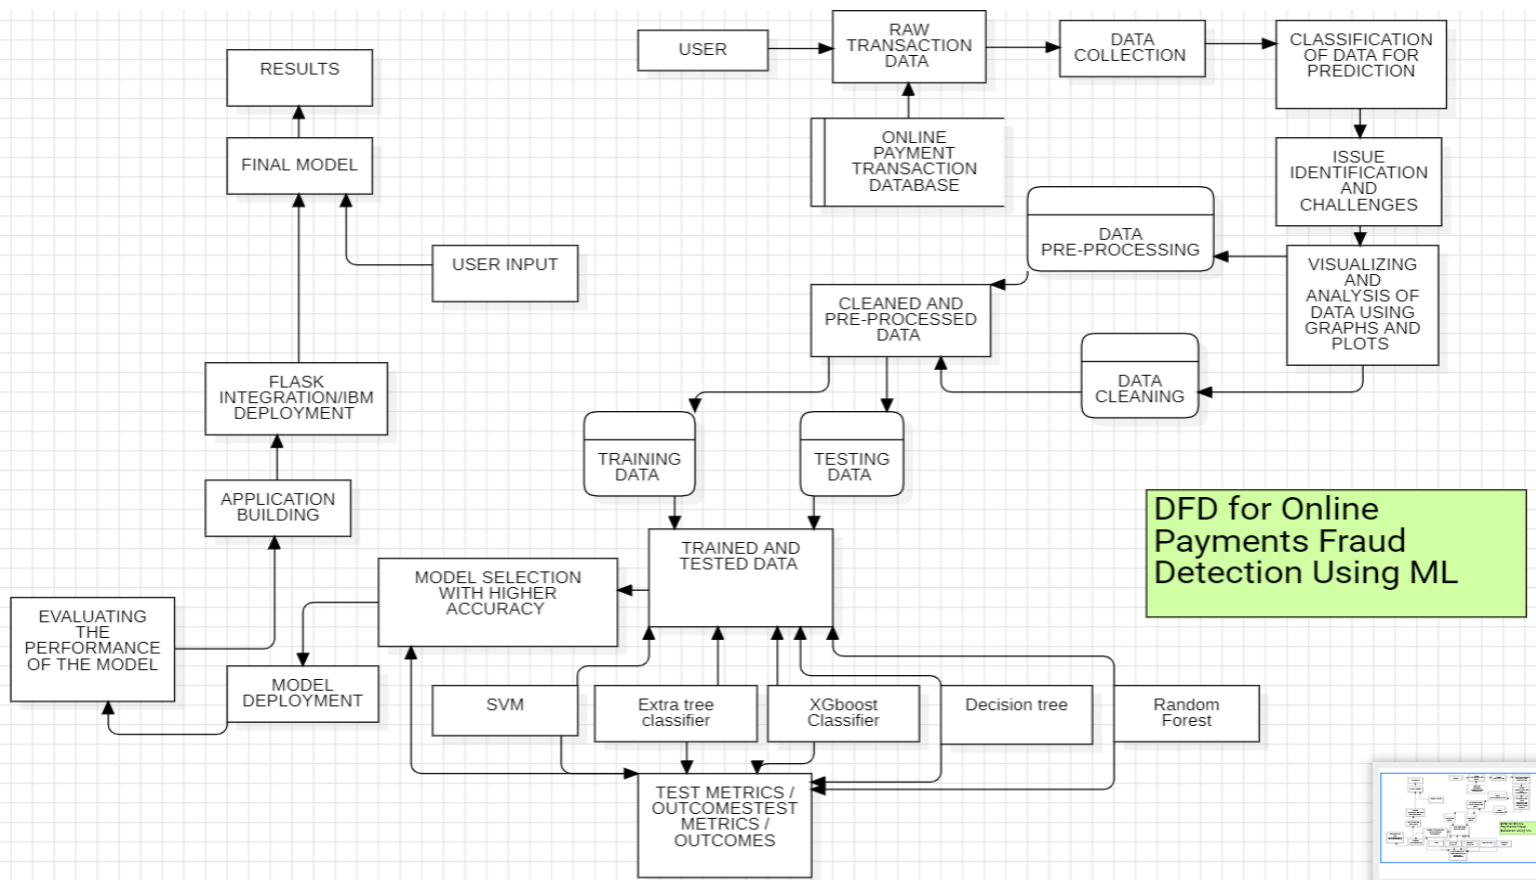 USER
RAW
TRANSACTION
DATA
DATA
COLLECTION
CLASSIFICATION
OF DATA FOR
PREDICTION
RESULTS
FINAL MODEL
ONLINE
PAYMENT
TRANSACTION
DATABASE
ISSUE
IDENTIFICATION
AND
CHALLENGES
DATA
PRE-PROCESSING
USER INPUT
VISUALIZING
AND
ANALYSIS OF
DATA USING
GRAPHS AND
PLOTS
CLEANED AND
PRE-PROCESSED
DATA
DATA
CLEANING
FLASK
INTEGRATION/IBM
DEPLOYMENT
TRAINING
DATA
TESTING
DATA
APPLICATION
BUILDING
DFD for Online
Payments Fraud
Detection Using ML
TRAINED AND
TESTED DATA
MODEL SELECTION
WITH HIGHER
ACCURACY
EVALUATING
THE
PERFORMANCE
OF THE MODEL
MODEL
DEPLOYMENT
SVM
Extra tree
classifier
XGboost
Classifier
Decision tree
Random
Forest
TEST METRICS /
OUTCOMESTEST
METRICS /
OUTCOMES